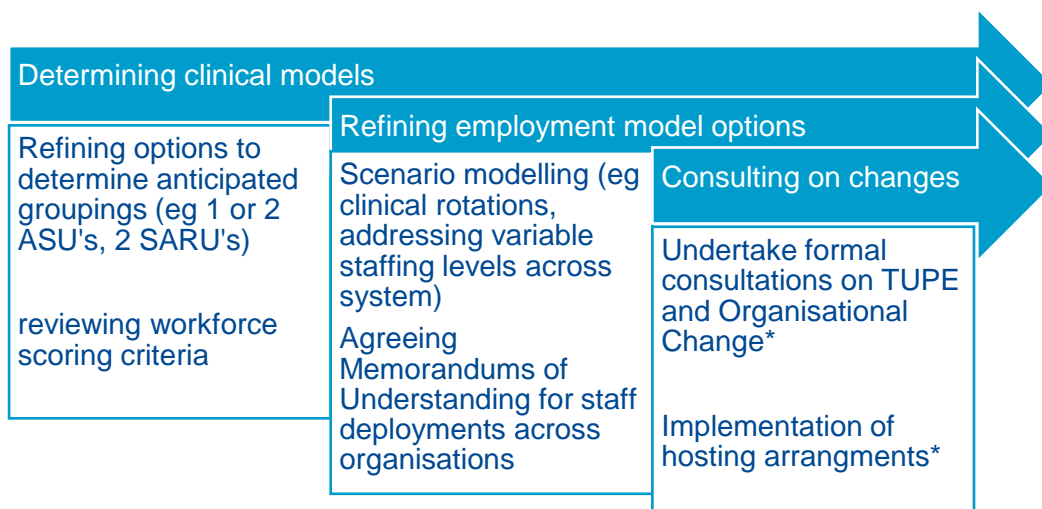 Determining clinical models
Refining options to
determine anticipated
groupings (eg 1 or 2
ASU's, 2 SARU's)
reviewing workforce
scoring criteria
Refining employment model options
Scenario modelling (eg
clinical rotations,
addressing variable
staffing levels across
system)
Agreeing
Memorandums of
Understanding for staff
deployments across
organisations
Consulting on changes
Undertake formal
consultations on TUPE
and Organisational
Change*
Implementation of
hosting arrangments*